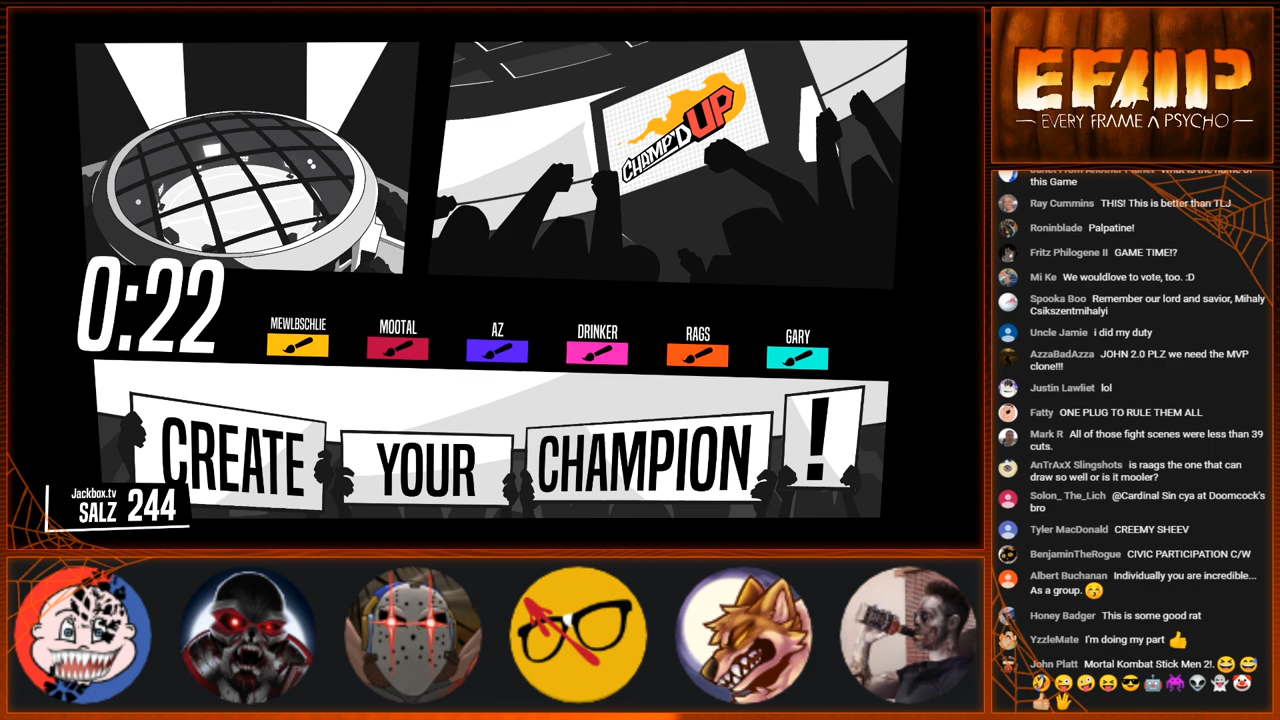 CHAMP'D UP
0:22
MEWLBSCHLIE
MOOTAL
AZ
DRINKER
RAGS
GARY
CREATE
YOUR
CHAMPION
!
Jackbox.tv
SALZ 244
EFAP
EVERY FRAME A PSYCHO
this Game
Ray Cummins THIS! This is better than TLJ
Roninblade Palpatine!
Fritz Philogene II GAME TIME!?
Mi Ke We wouldlove to vote, too. :D
Spooka Boo Remember our lord and savior, Mihaly
Csikszentmihalyi
Uncle Jamie i did my duty
AzzaBadAzza JOHN 2.0 PLZ we need the MVP
clone!!!
Justin Lawliet lol
Fatty ONE PLUG TO RULE THEM ALL
Mark R All of those fight scenes were less than 39
cuts.
AnTrAxX Slingshots is raags the one that can
draw so well or is it mooler?
Solon_ The_Lich @Cardinal Sin cya at Doomcock's
bro
Tyler MacDonald CREEMY SHEEV
BenjaminTheRogue CIVIC PARTICIPATION C/W
Albert Buchanan Individually you are incredible...
As a group. 😚
Honey Badger This is some good rat
YzzleMate I'm doing my part 👍
John Platt Mortal Kombat Stick Men 2!. 😆😅